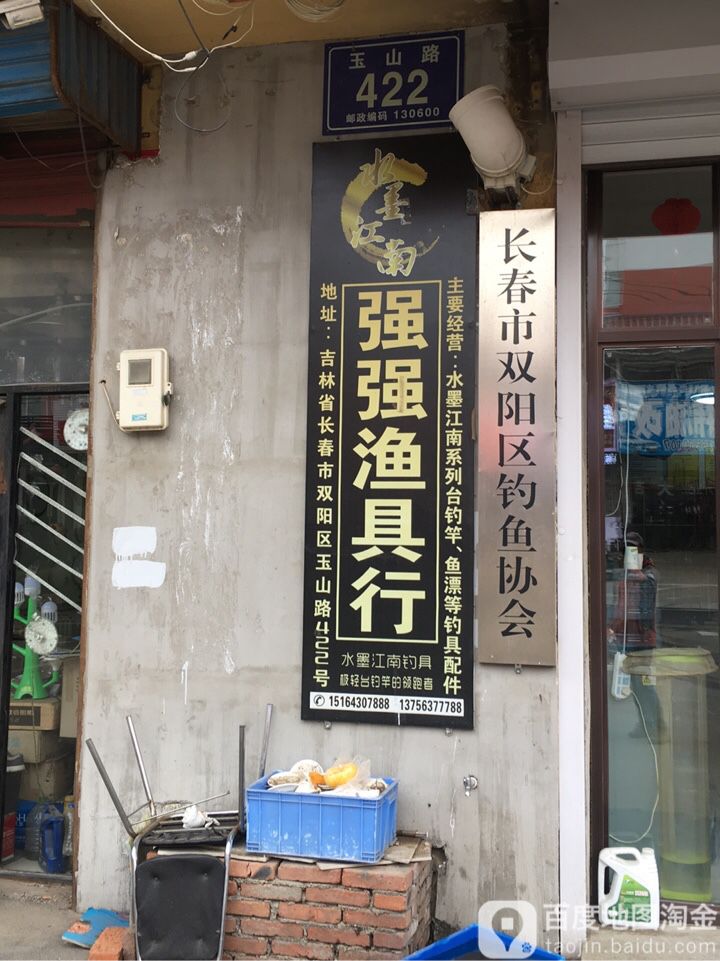 玉山路
422
邮政编码 130600
水墨江南
主要经营：水墨江南系列台钓竿、鱼漂等钓具配件
强强渔具行
地址：吉林省长春市双阳区玉山路422号
水墨江南钓具
极轻台钓竿的领跑者
15164307888 13756377788
长春市双阳区钓鱼协会
百度地图淘金
taojin.baidu.com